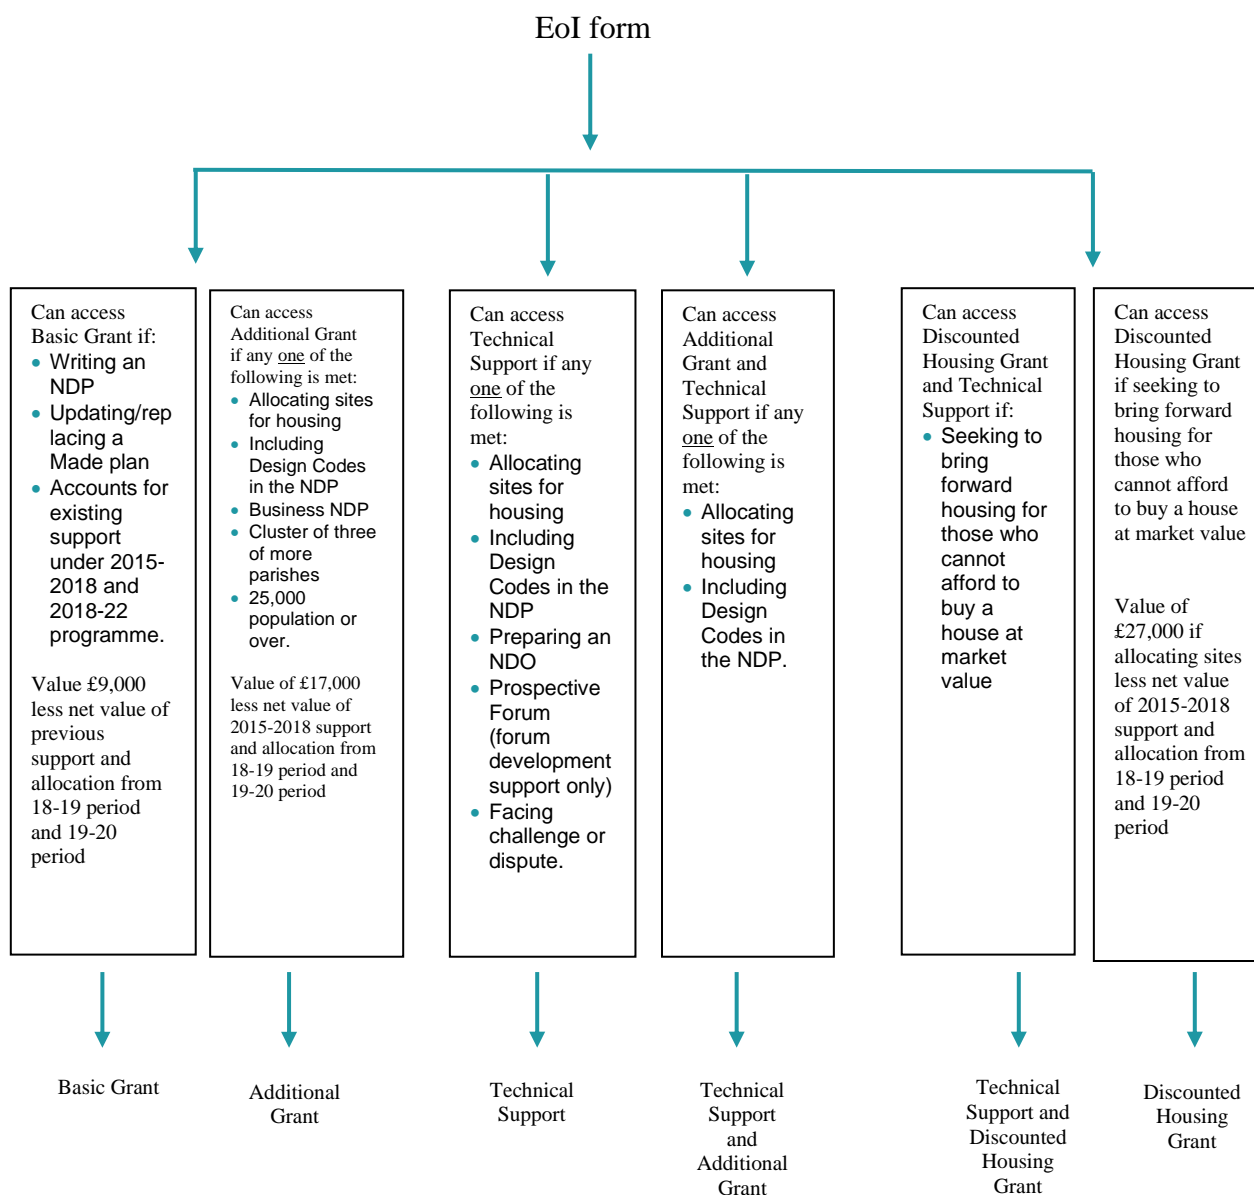 EoI form
Can access
Basic Grant if:
Writing an
NDP
Updating/rep
lacing a
Made plan
Accounts for
existing
support
under 2015-
2018 and
2018-22
programme.
Value £9,000
less net value of
previous
support and
allocation from
18-19 period
and 19-20
period
Can access
Additional Grant
if any one of the
following is met:
Allocating sites
for housing
Including
Design Codes
in the NDP
Business NDP
Cluster of three
of more
parishes
25,000
population or
over.
Value of £17,000
less net value of
2015-2018 support
and allocation from
18-19 period and
19-20 period
Can access
Technical
Support if any
one of the
following is
met:
Allocating
sites for
housing
Including
Design
Codes in the
NDP
Preparing an
NDO
Prospective
Forum
(forum
development
support only)
Facing
challenge or
dispute.
Can access
Additional
Grant and
Technical
Support if any
one of the
following is
met:
Allocating
sites for
housing
Including
Design
Codes in
the NDP.
Can access
Discounted
Housing Grant
and Technical
Support if:
Seeking to
bring
forward
housing for
those who
cannot
afford to
buy a
house at
market
value
Can access
Discounted
Housing Grant
if seeking to
bring forward
housing for
those who
cannot afford
to buy a house
at market value
Value of
£27,000 if
allocating sites
less net value
of 2015-2018
support and
allocation from
18-19 period
and 19-20
period
Basic Grant
Additional
Grant
Technical
Support
Technical
Support
and
Additional
Grant
Technical
Support and
Discounted
Housing
Grant
Discounted
Housing
Grant